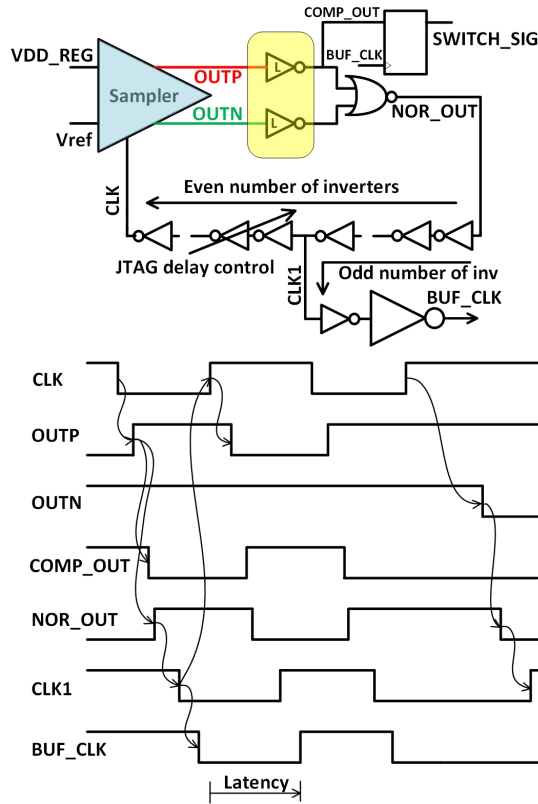 COMP_OUT
VDD_REG
SWITCH_SIG
BUF_CLK
L
OUTP
Sampler
OUTN
L
NOR_OUT
Vref
CLK
Even number of inverters
JTAG delay control
CLK1
Odd number of inv
BUF_CLK
CLK
OUTP
OUTN
COMP_OUT
NOR_OUT
CLK1
BUF_CLK
Latency